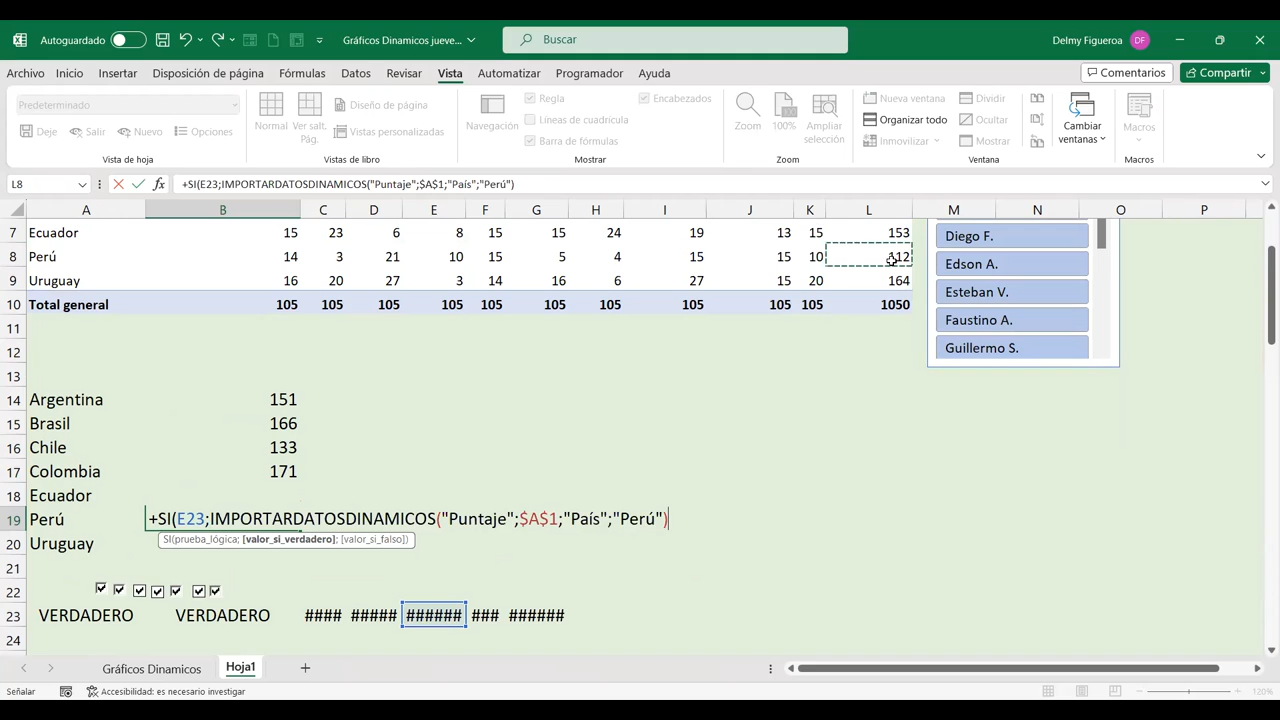 Autoguardado
Gráficos Dinamicos jueve...
Buscar
Delmy Figueroa
DF
Archivo Inicio Insertar Disposición de página Fórmulas Datos Revisar Vista Automatizar Programador Ayuda Comentarios Compartir
Predeterminado
Deje Salir Nuevo Opciones
Vista de hoja
Normal
Ver salt. Pág.
Diseño de página
Vistas personalizadas
Vistas de libro
Navegación
Regla
Líneas de cuadrícula
Barra de fórmulas
Encabezados
Mostrar
Zoom
100%
Ampliar selección
Zoom
Nueva ventana
Organizar todo
Inmovilizar
Dividir
Ocultar
Mostrar
Cambiar ventanas
Ventana
Macros
Macros
L8 fx +SI(E23;IMPORTARDATOSDINAMICOS("Puntaje";$A$1;"País";"Perú")
A B C D E F G H I J K L M N O P
7 Ecuador 15 23 6 8 15 15 24 19 13 15 153
8 Perú 14 3 21 10 15 5 4 15 15 10 112
9 Uruguay 16 20 27 3 14 16 6 27 15 20 164
10 Total general 105 105 105 105 105 105 105 105 105 105 1050
Diego F.
Edson A.
Esteban V.
Faustino A.
Guillermo S.
11
12
13
14 Argentina 151
15 Brasil 166
16 Chile 133
17 Colombia 171
18 Ecuador
19 Perú +SI(E23;IMPORTARDATOSDINAMICOS("Puntaje";$A$1;"País";"Perú")
SI(prueba_lógica; [valor_si_verdadero]; [valor_si_falso])
20 Uruguay
21
22
23 VERDADERO VERDADERO #### ##### ###### ### ######
24
Gráficos Dinamicos Hoja1
Señalar Accesibilidad: es necesario investigar 120%